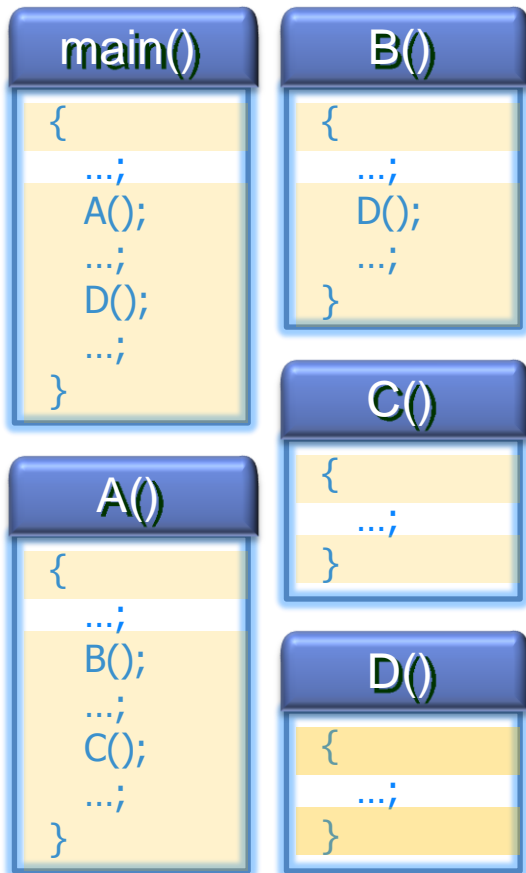 main()
{
...;
A();
...;
D();
...;
}
A()
{
...;
B();
...;
C();
...;
}
B()
{
...;
D();
...;
}
C()
{
...;
}
D()
{
...;
}